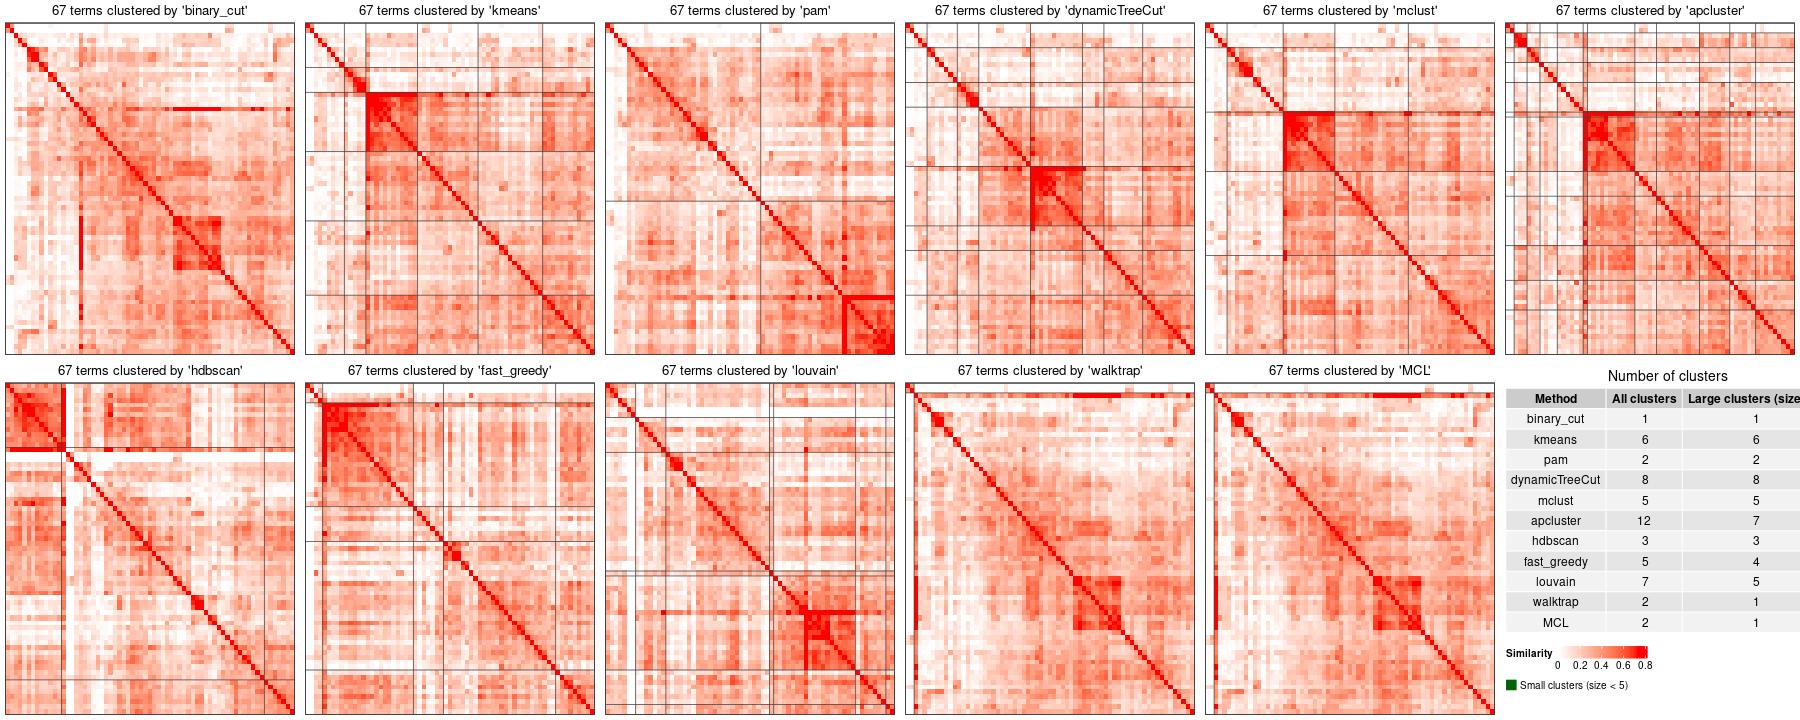 67 terms clustered by 'binary_cut'
67 terms clustered by 'kmeans'
67 terms clustered by 'pam'
67 terms clustered by 'dynamicTreeCut'
67 terms clustered by 'mclust'
67 terms clustered by 'apcluster'
67 terms clustered by 'hdbscan'
67 terms clustered by 'fast_greedy'
67 terms clustered by 'louvain'
67 terms clustered by 'walktrap'
67 terms clustered by 'MCL'
Number of clusters
Method All clusters Large clusters (size
binary_cut 1 1
kmeans 6 6
pam 2 2
dynamicTreeCut 8 8
mclust 5 5
apcluster 12 7
hdbscan 3 3
fast_greedy 5 4
louvain 7 5
walktrap 2 1
MCL 2 1
Similarity
0 0.2 0.4 0.6 0.8
Small clusters (size < 5)